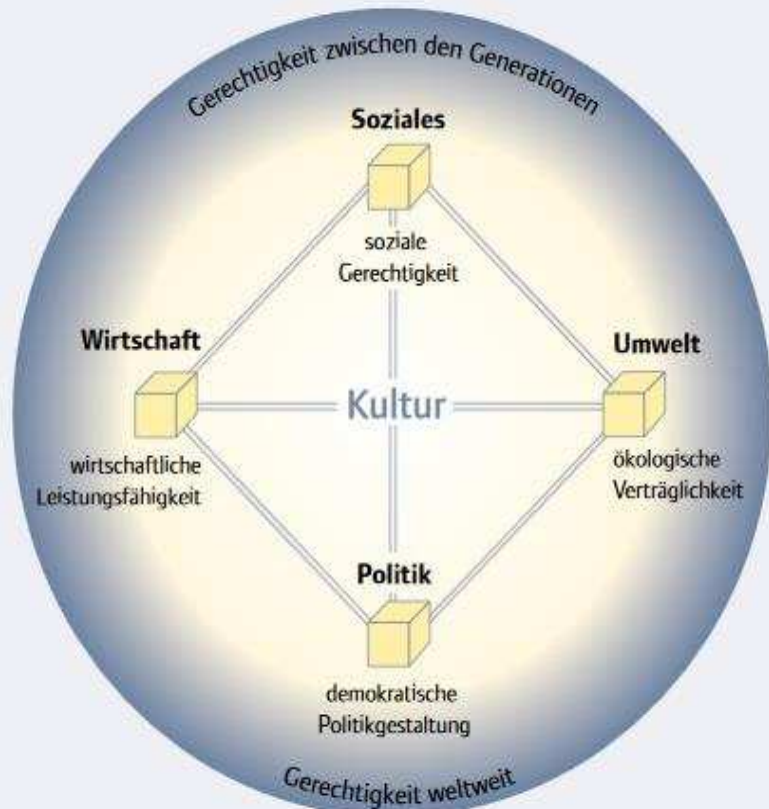 Gerechtigkeit zwischen den Generationen
Soziales
soziale
Gerechtigkeit
Wirtschaft
wirtschaftliche
Leistungsfähigkeit
Kultur
Umwelt
ökologische
Verträglichkeit
Politik
demokratische
Politikgestaltung
Gerechtigkeit weltweit